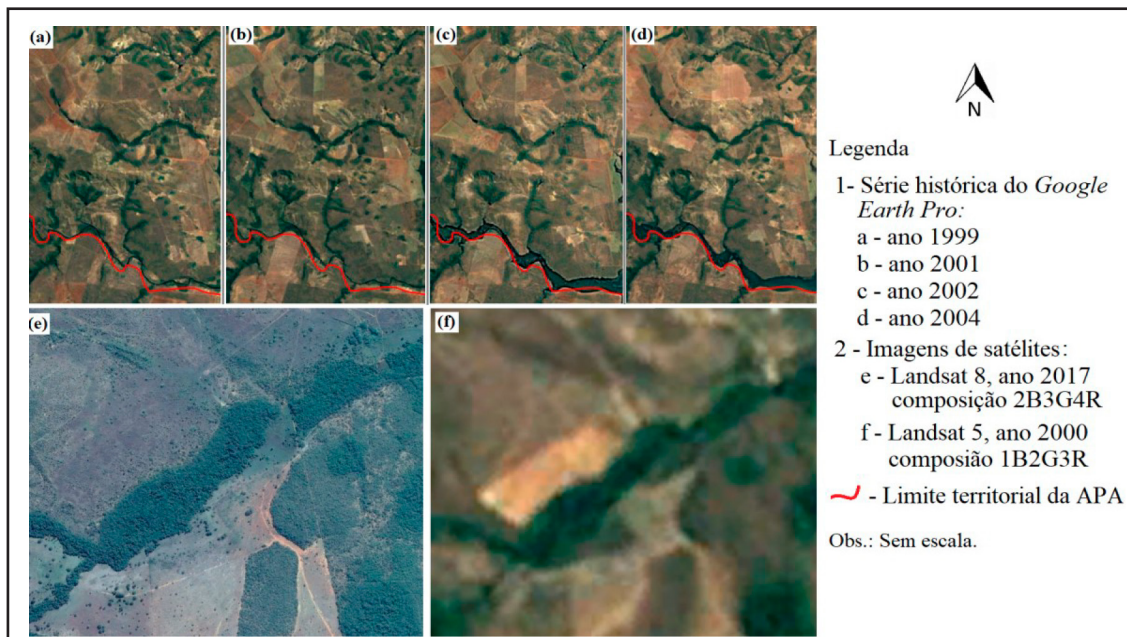 (a)
(b)
(c)
(d)
N
Legenda
1- Série histórica do Google
Earth Pro:
a - ano 1999
b - ano 2001
c - ano 2002
d - ano 2004
(e)
(f)
2 - Imagens de satélites:
e - Landsat 8, ano 2017
composição 2B3G4R
f - Landsat 5, ano 2000
composião 1B2G3R
- Limite territorial da APA
Obs.: Sem escala.